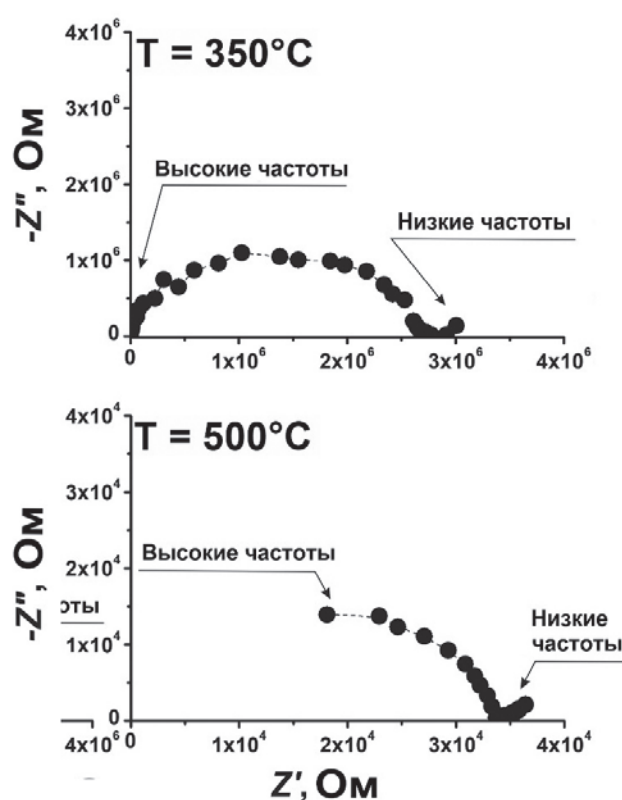 4x10⁶
T = 350°C
3x10⁶
-Z", Ом
Высокие частоты
2x10⁶
Низкие частоты
1x10⁶
0
0
1x10⁶
2x10⁶
3x10⁶
4x10⁶
4x10⁴
T = 500°C
3x10⁴
-Z", Ом
2x10⁴
Высокие частоты
оты
1x10⁴
Низкие
частоты
0
4x10⁶
0
1x10⁴
2x10⁴
3x10⁴
4x10⁴
Z', Ом